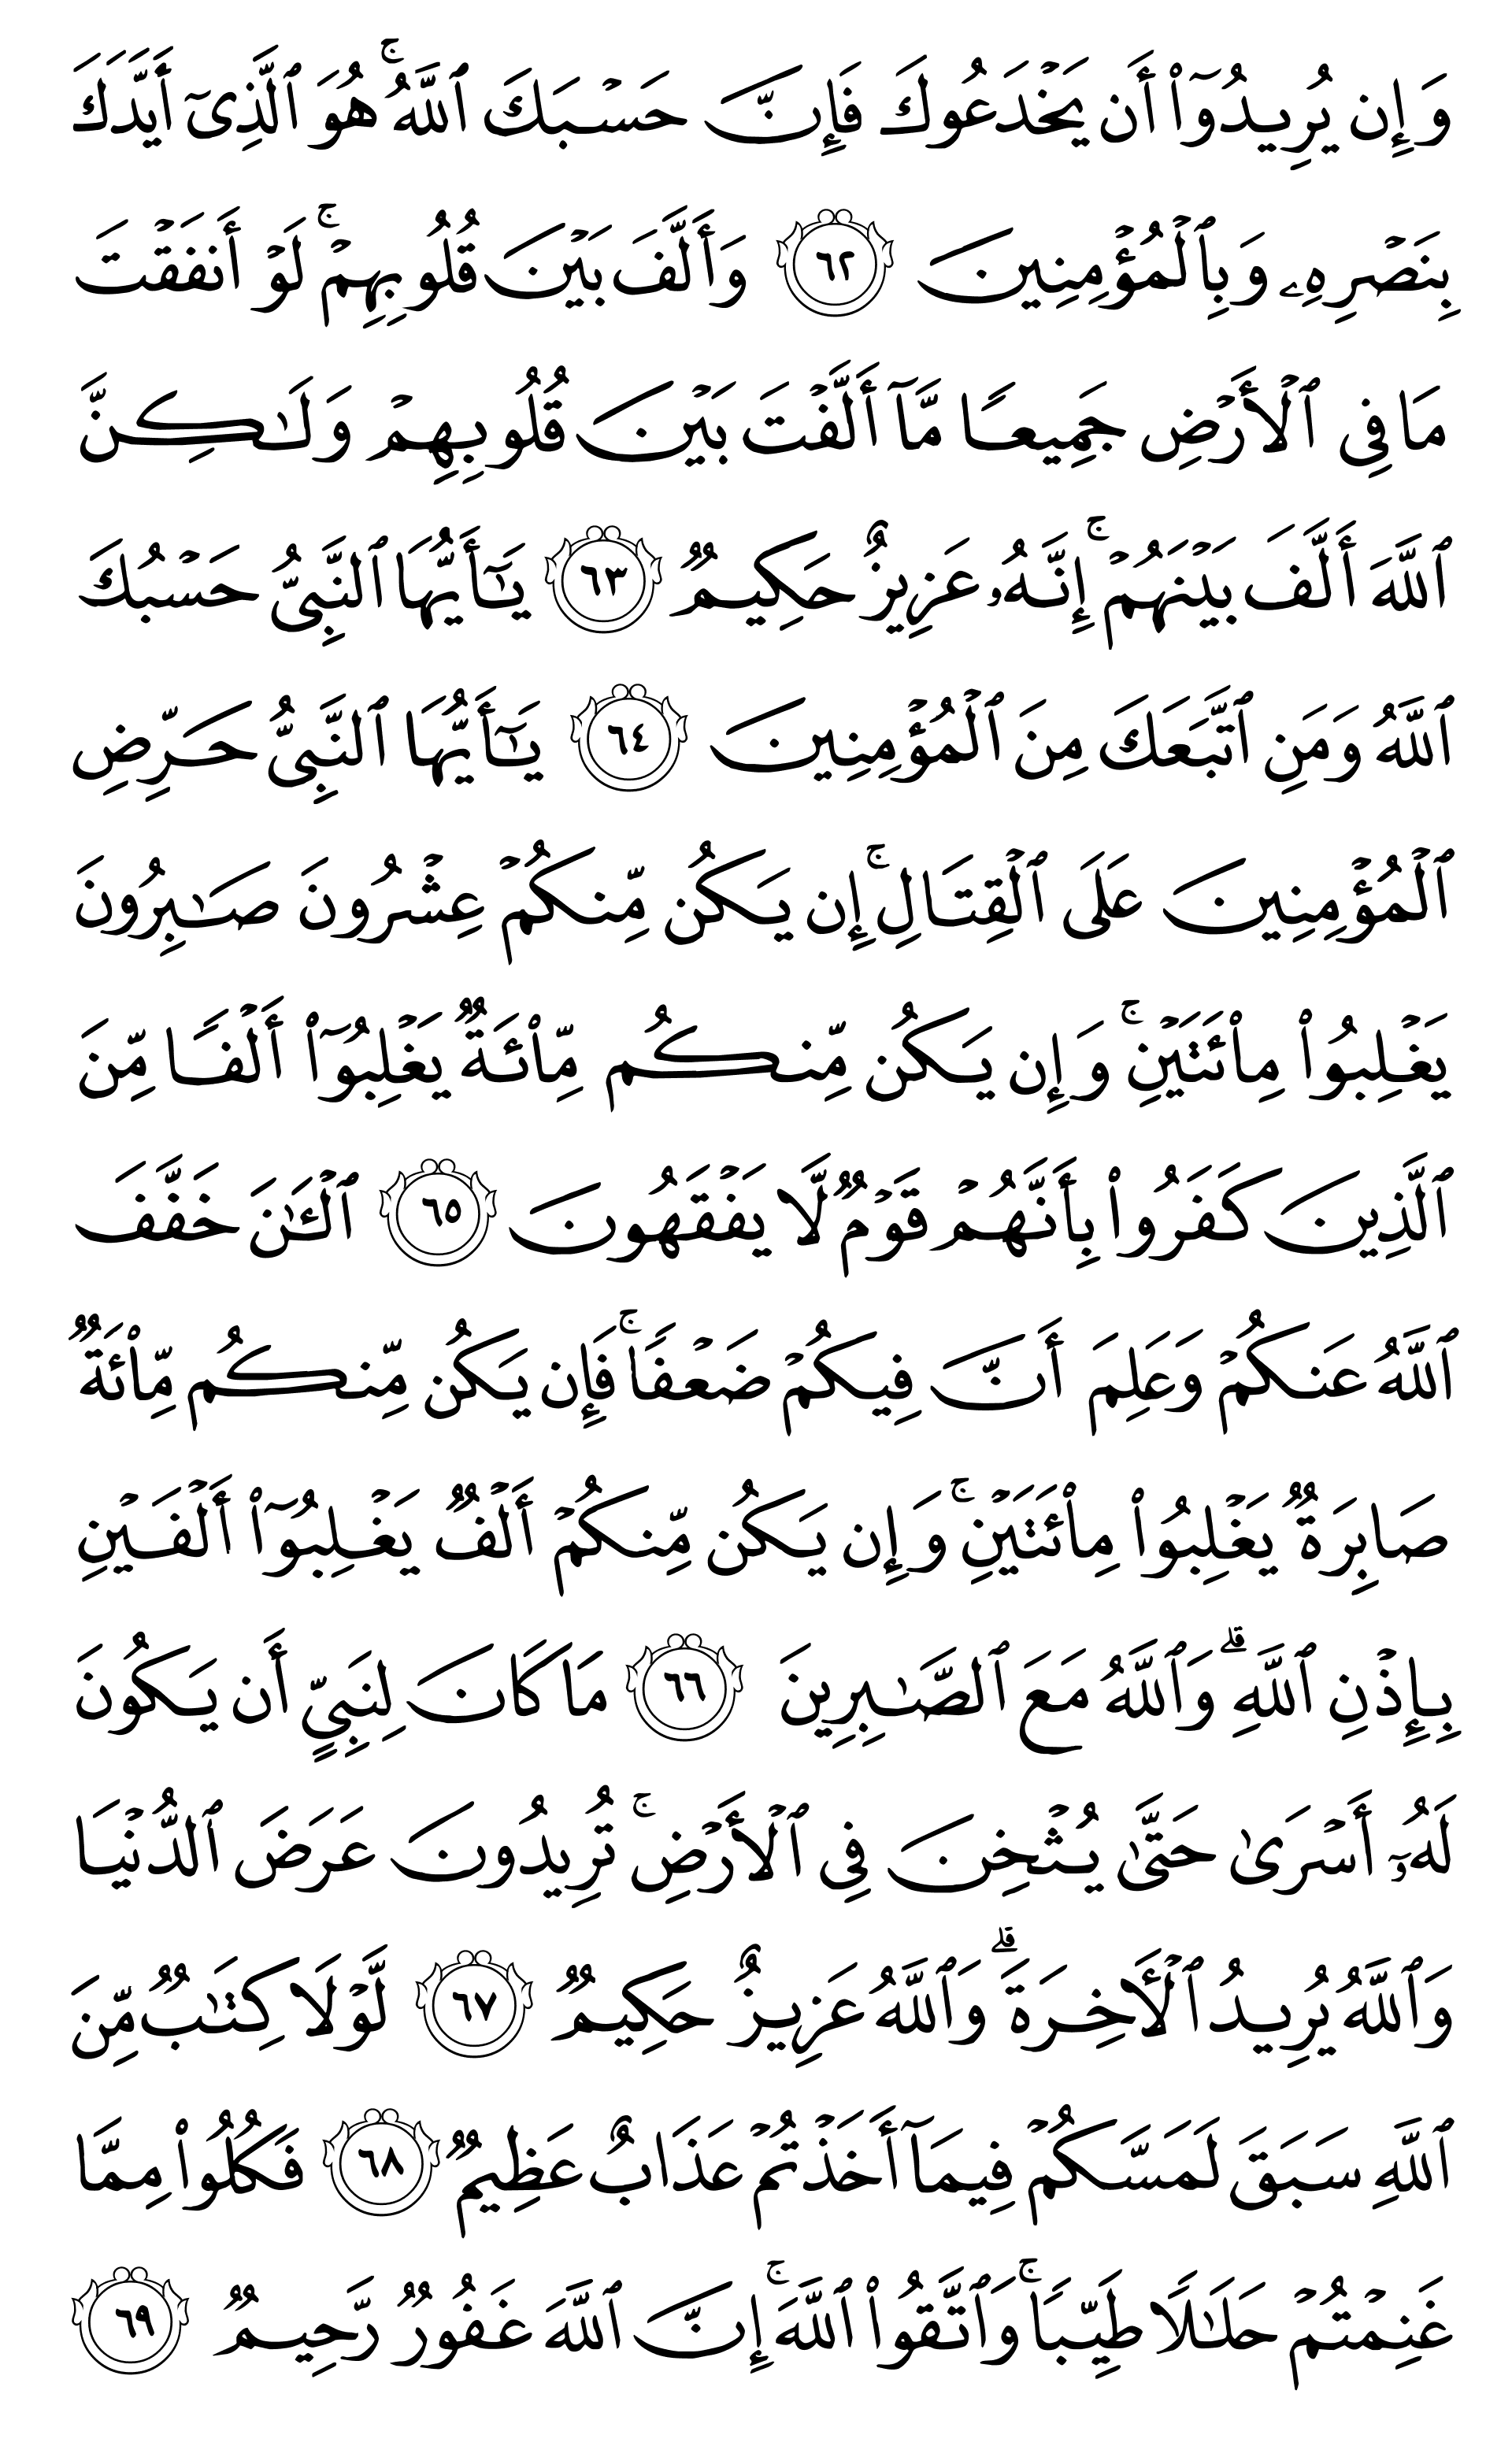 وَإِن يُرِيدُوٓا۟ أَن يَخْدَعُوكَ فَإِنَّ حَسْبَكَ ٱللَّهُ ۚ هُوَ ٱلَّذِىٓ أَيَّدَكَ
بِنَصْرِهِۦ وَبِٱلْمُؤْمِنِينَ ٦٢ وَأَلَّفَ بَيْنَ قُلُوبِهِمْ ۚ لَوْ أَنفَقْتَ
مَا فِى ٱلْأَرْضِ جَمِيعًا مَّآ أَلَّفْتَ بَيْنَ قُلُوبِهِمْ وَلَـٰكِنَّ
ٱللَّهَ أَلَّفَ بَيْنَهُمْ ۚ إِنَّهُۥ عَزِيزٌ حَكِيمٌ ٦٣ يَـٰٓأَيُّهَا ٱلنَّبِىُّ حَسْبُكَ
ٱللَّهُ وَمَنِ ٱتَّبَعَكَ مِنَ ٱلْمُؤْمِنِينَ ٦٤ يَـٰٓأَيُّهَا ٱلنَّبِىُّ حَرِّضِ
ٱلْمُؤْمِنِينَ عَلَى ٱلْقِتَالِ ۚ إِن يَكُن مِّنكُمْ عِشْرُونَ صَـٰبِرُونَ
يَغْلِبُوا۟ مِا۟ئَتَيْنِ ۚ وَإِن يَكُن مِّنكُم مِّا۟ئَةٌ يَغْلِبُوٓا۟ أَلْفًا مِّنَ
ٱلَّذِينَ كَفَرُوا۟ بِأَنَّهُمْ قَوْمٌ لَّا يَفْقَهُونَ ٦٥ ٱلْـَٔـٰنَ خَفَّفَ
ٱللَّهُ عَنكُمْ وَعَلِمَ أَنَّ فِيكُمْ ضَعْفًا ۚ فَإِن يَكُن مِّنكُم مِّا۟ئَةٌ
صَابِرَةٌ يَغْلِبُوا۟ مِا۟ئَتَيْنِ ۚ وَإِن يَكُن مِّنكُمْ أَلْفٌ يَغْلِبُوٓا۟ أَلْفَيْنِ
بِإِذْنِ ٱللَّهِ ۗ وَٱللَّهُ مَعَ ٱلصَّـٰبِرِينَ ٦٦ مَا كَانَ لِنَبِىٍّ أَن يَكُونَ
لَهُۥٓ أَسْرَىٰ حَتَّىٰ يُثْخِنَ فِى ٱلْأَرْضِ ۚ تُرِيدُونَ عَرَضَ ٱلدُّنْيَا
وَٱللَّهُ يُرِيدُ ٱلْـَٔاخِرَةَ ۗ وَٱللَّهُ عَزِيزٌ حَكِيمٌ ٦٧ لَّوْلَا كِتَـٰبٌ مِّنَ
ٱللَّهِ سَبَقَ لَمَسَّكُمْ فِيمَآ أَخَذْتُمْ عَذَابٌ عَظِيمٌ ٦٨ فَكُلُوا۟ مِمَّا
غَنِمْتُمْ حَلَـٰلًا طَيِّبًا ۚ وَٱتَّقُوا۟ ٱللَّهَ ۚ إِنَّ ٱللَّهَ غَفُورٌ رَّحِيمٌ ٦٩